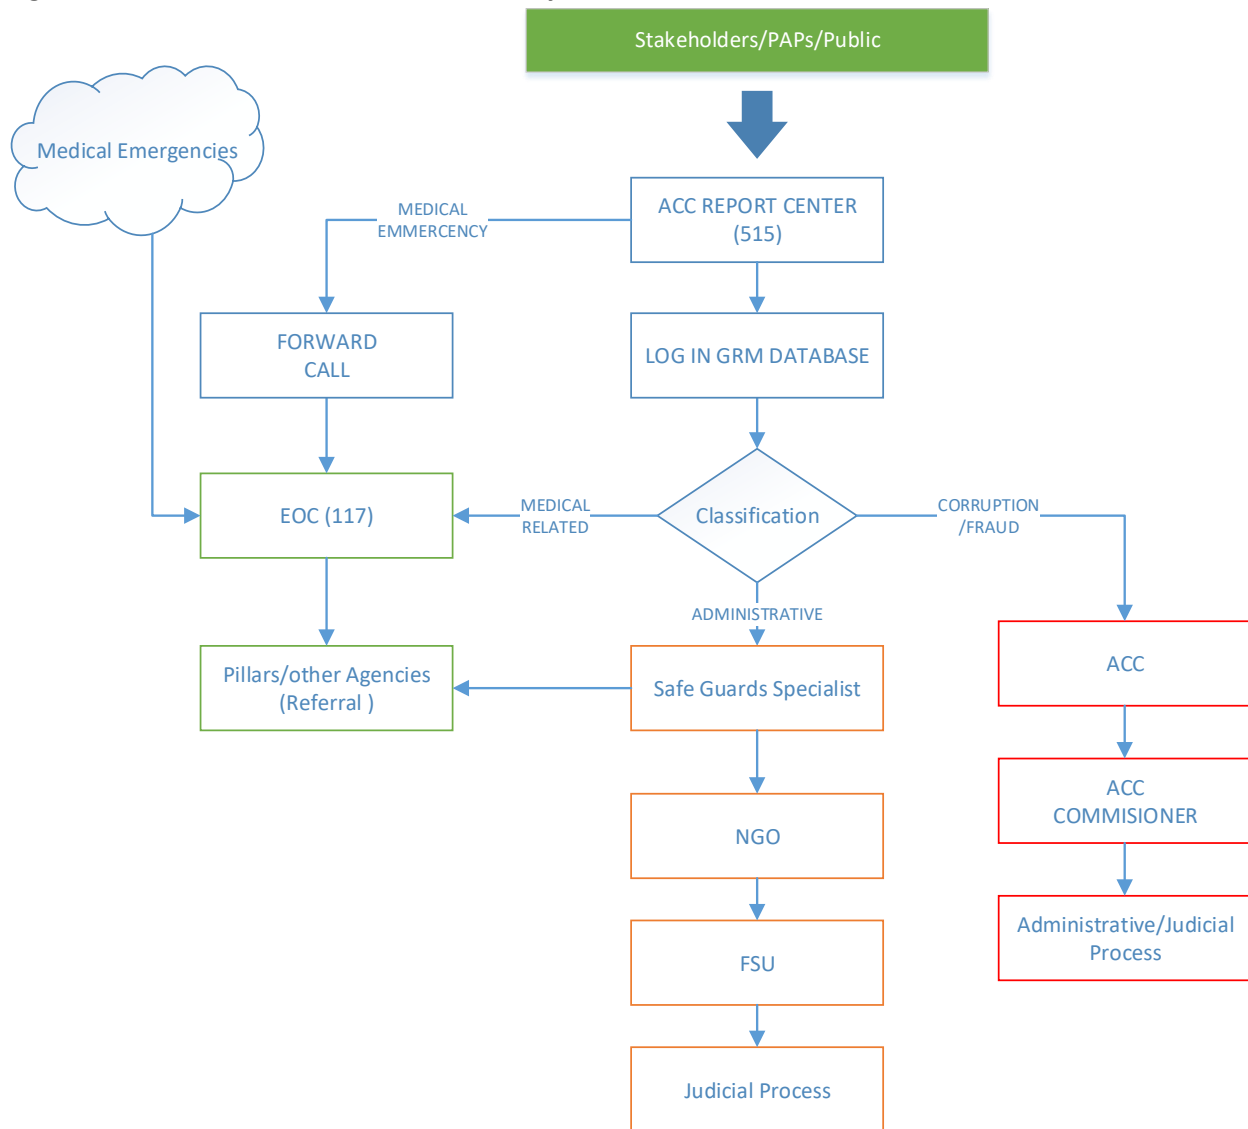 Stakeholders/PAPs/Public
Medical Emergencies
ACC REPORT CENTER
(515)
MEDICAL
EMMERCENCY
FORWARD
CALL
LOG IN GRM DATABASE
EOC (117)
MEDICAL
RELATED
Classification
CORRUPTION
/FRAUD
ADMINISTRATIVE
Pillars/other Agencies
(Referral )
Safe Guards Specialist
ACC
NGO
ACC
COMMISIONER
FSU
Administrative/Judicial
Process
Judicial Process